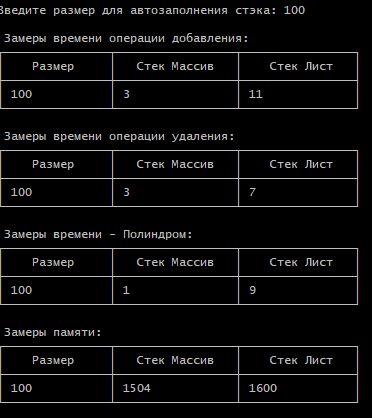 Введите размер для автозаполнения стэка: 100
Замеры времени операции добавления:
Размер Стек Массив Стек Лист
100 3 11
Замеры времени операции удаления:
Размер Стек Массив Стек Лист
100 3 7
Замеры времени - Полиндром:
Размер Стек Массив Стек Лист
100 1 9
Замеры памяти:
Размер Стек Массив Стек Лист
100 1504 1600